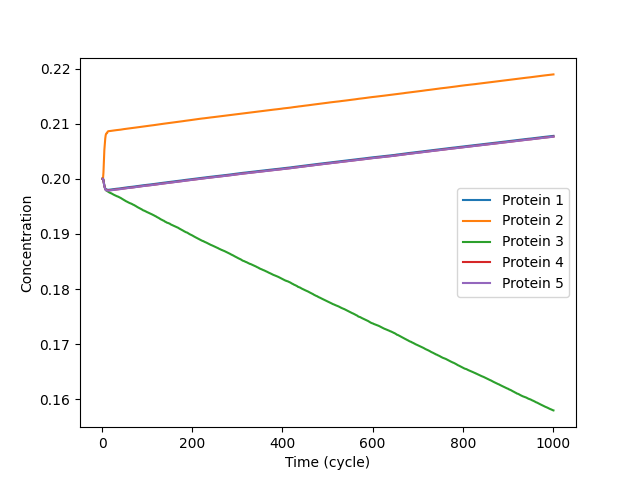 0.22
0.21
0.20
0.19
0.18
0.17
0.16
Concentration
0
200
400
600
800
1000
Time (cycle)
Protein 1
Protein 2
Protein 3
Protein 4
Protein 5